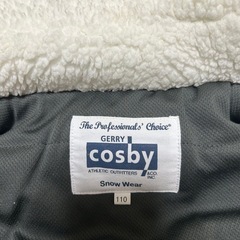 The Professionals' Choice®
GERRY
cosby
ATHLETIC OUTFITTERS &CO. INC
Snow Wear
110